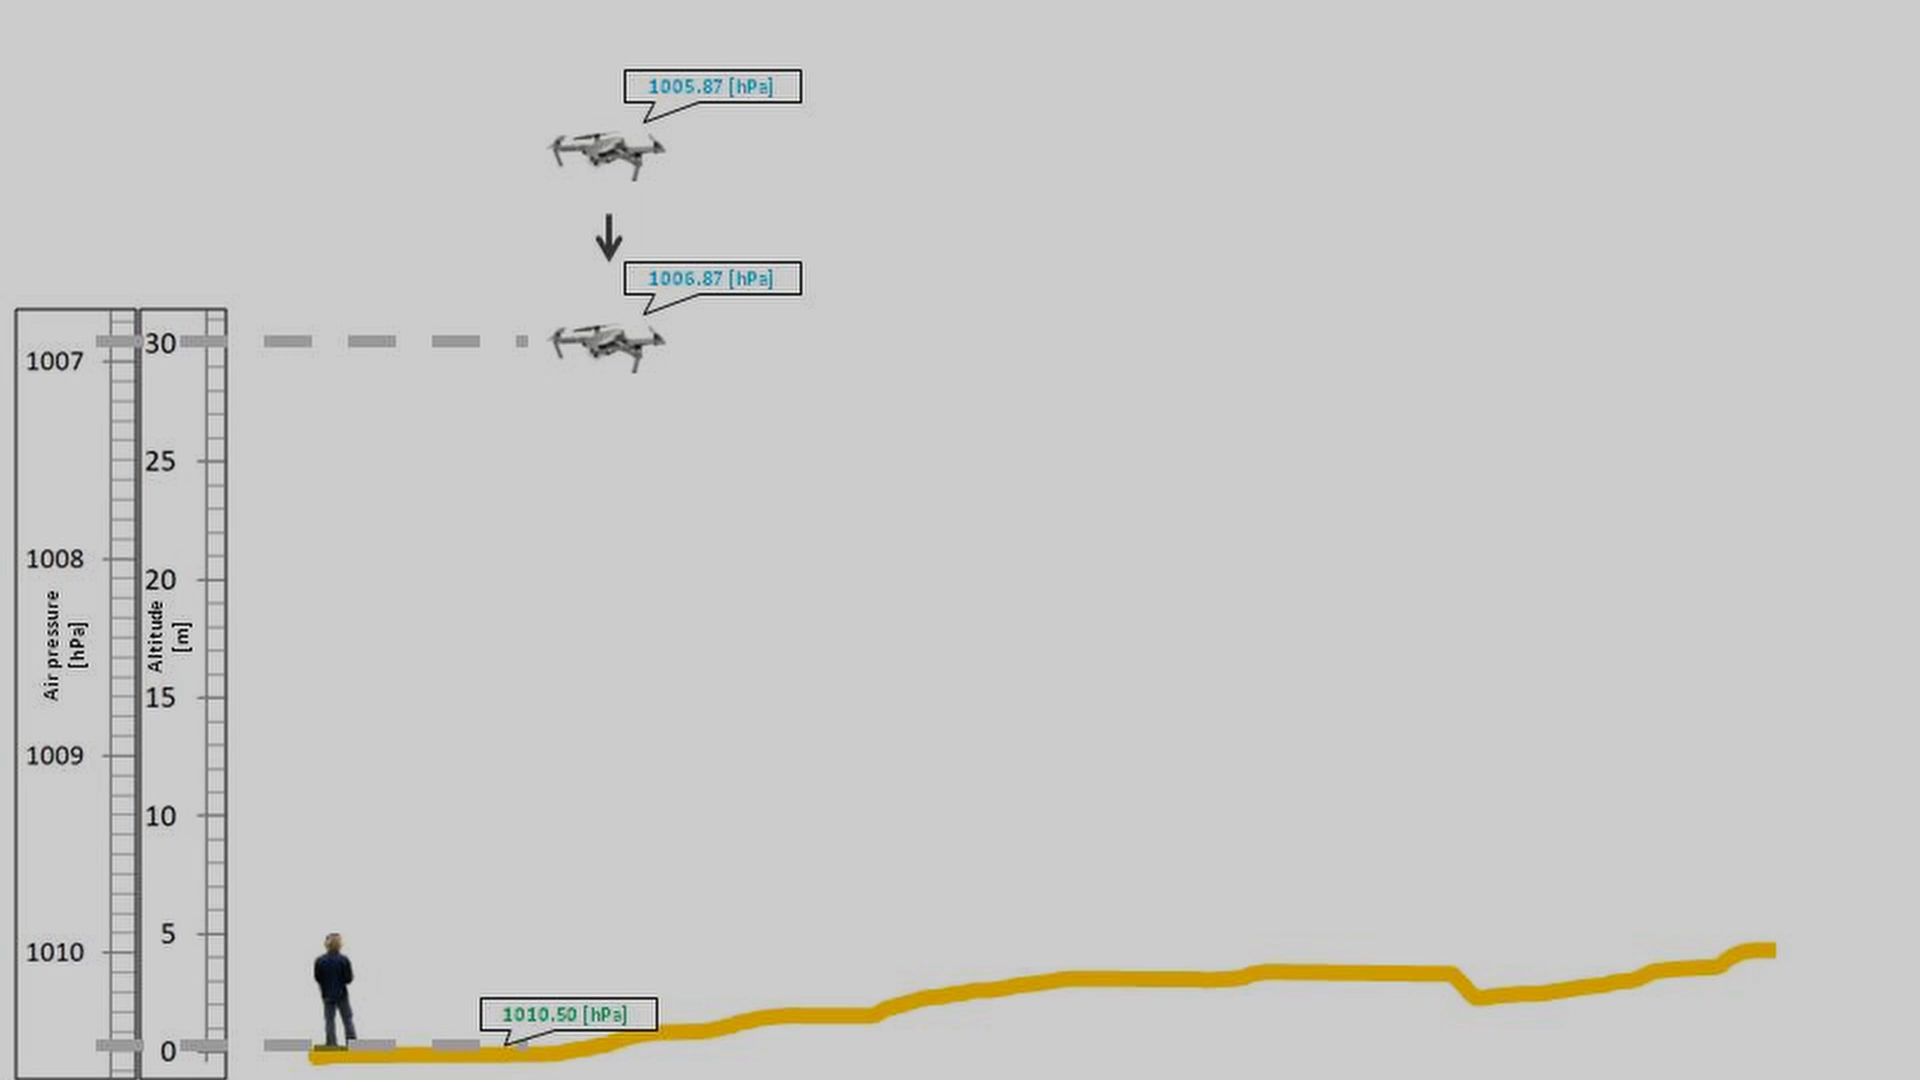 1005.87 [hPa]
1006.87 [hPa]
30
1007
25
1008
20
Air pressure
[hPa]
Altitude
[m]
15
1009
10
5
1010
1010.50 [hPa]
0